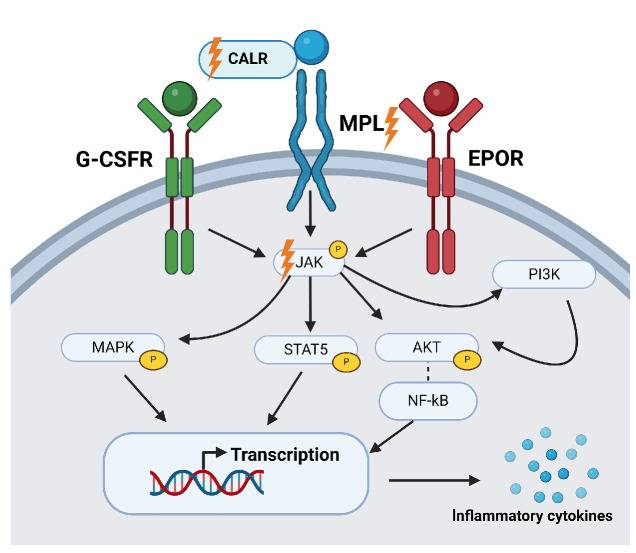 CALR
MPL
G-CSFR
EPOR
P
JAK
PI3K
MAPK
P
STAT5
P
AKT
P
NF-kB
Transcription
Inflammatory cytokines